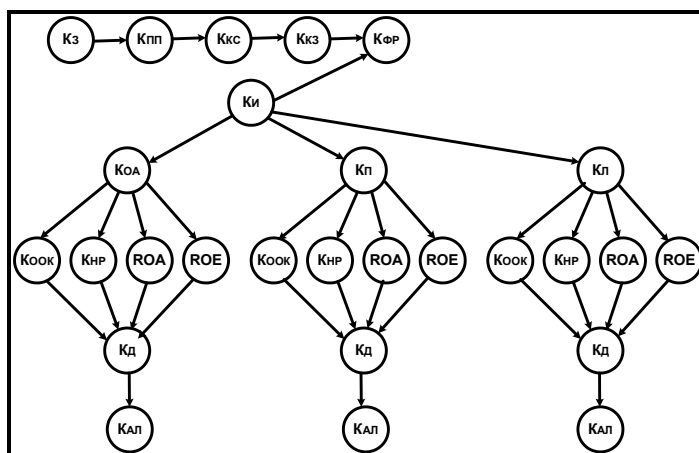 Кз Кпп Ккс Ккз Кфр
Ки
Коа Кп Кл
Коок Кнр ROA ROE Коок Кнр ROA ROE Коок Кнр ROA ROE
Кд Кд Кд
Кал Кал Кал